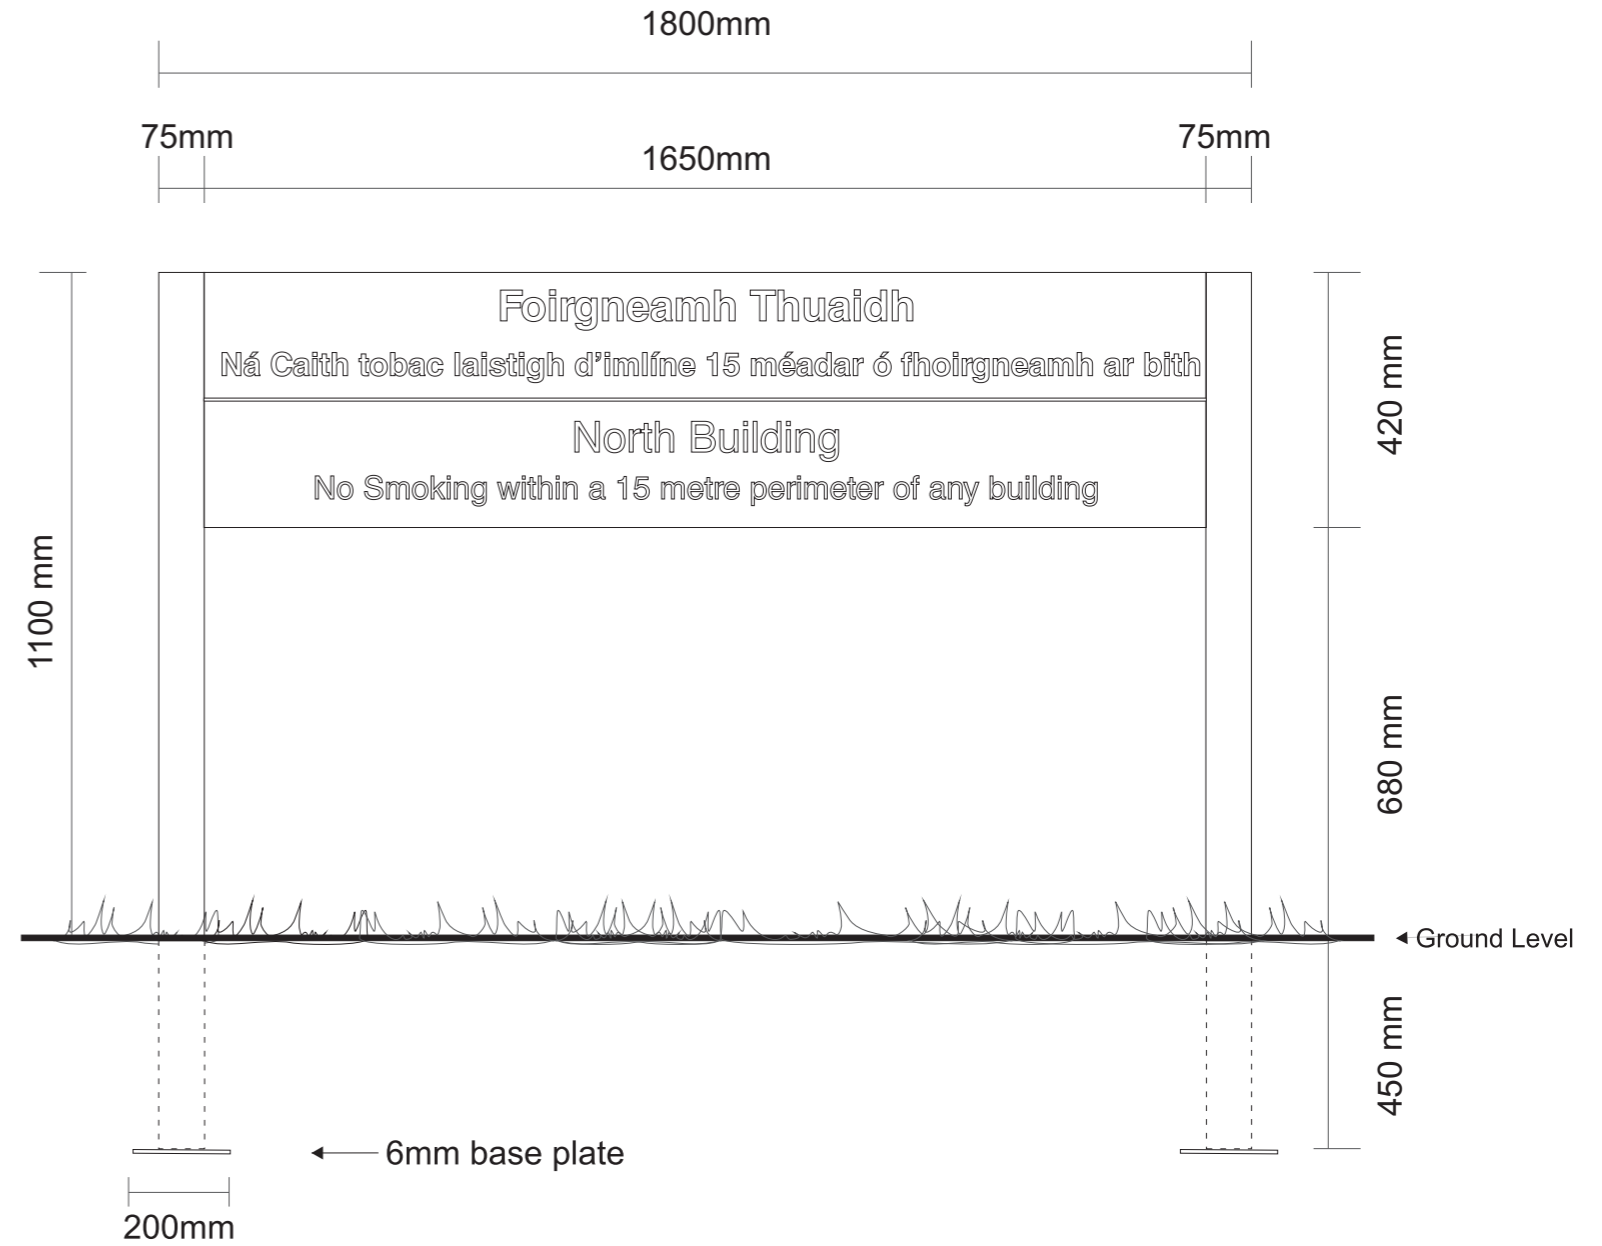 1800mm
75mm
1650mm
75mm
Foirgneamh Thuaidh
Ná Caith tobac laistigh d’imlíne 15 méadar ó fhoirgneamh ar bith
North Building
No Smoking within a 15 metre perimeter of any building
420 mm
1100 mm
680 mm
Ground Level
450 mm
6mm base plate
200mm